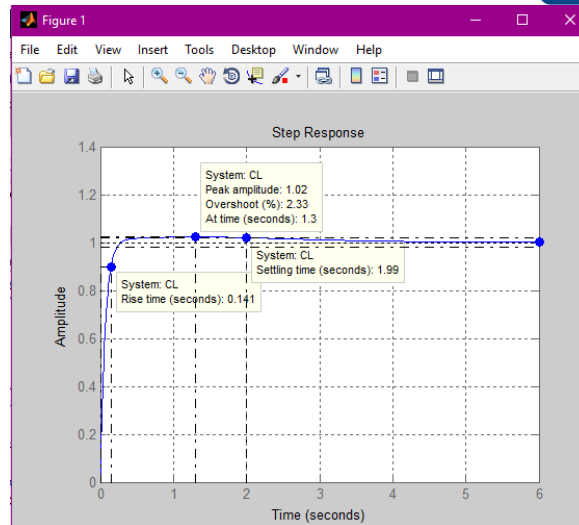 Figure 1
File Edit View Insert Tools Desktop Window Help
Step Response
1.4
1.2
1
0.8
0.6
0.4
0.2
0
System: CL
Peak amplitude: 1.02
Overshoot (%): 2.33
At time (seconds): 1.3
System: CL
Settling time (seconds): 1.99
System: CL
Rise time (seconds): 0.141
Amplitude
0 1 2 3 4 5 6
Time (seconds)